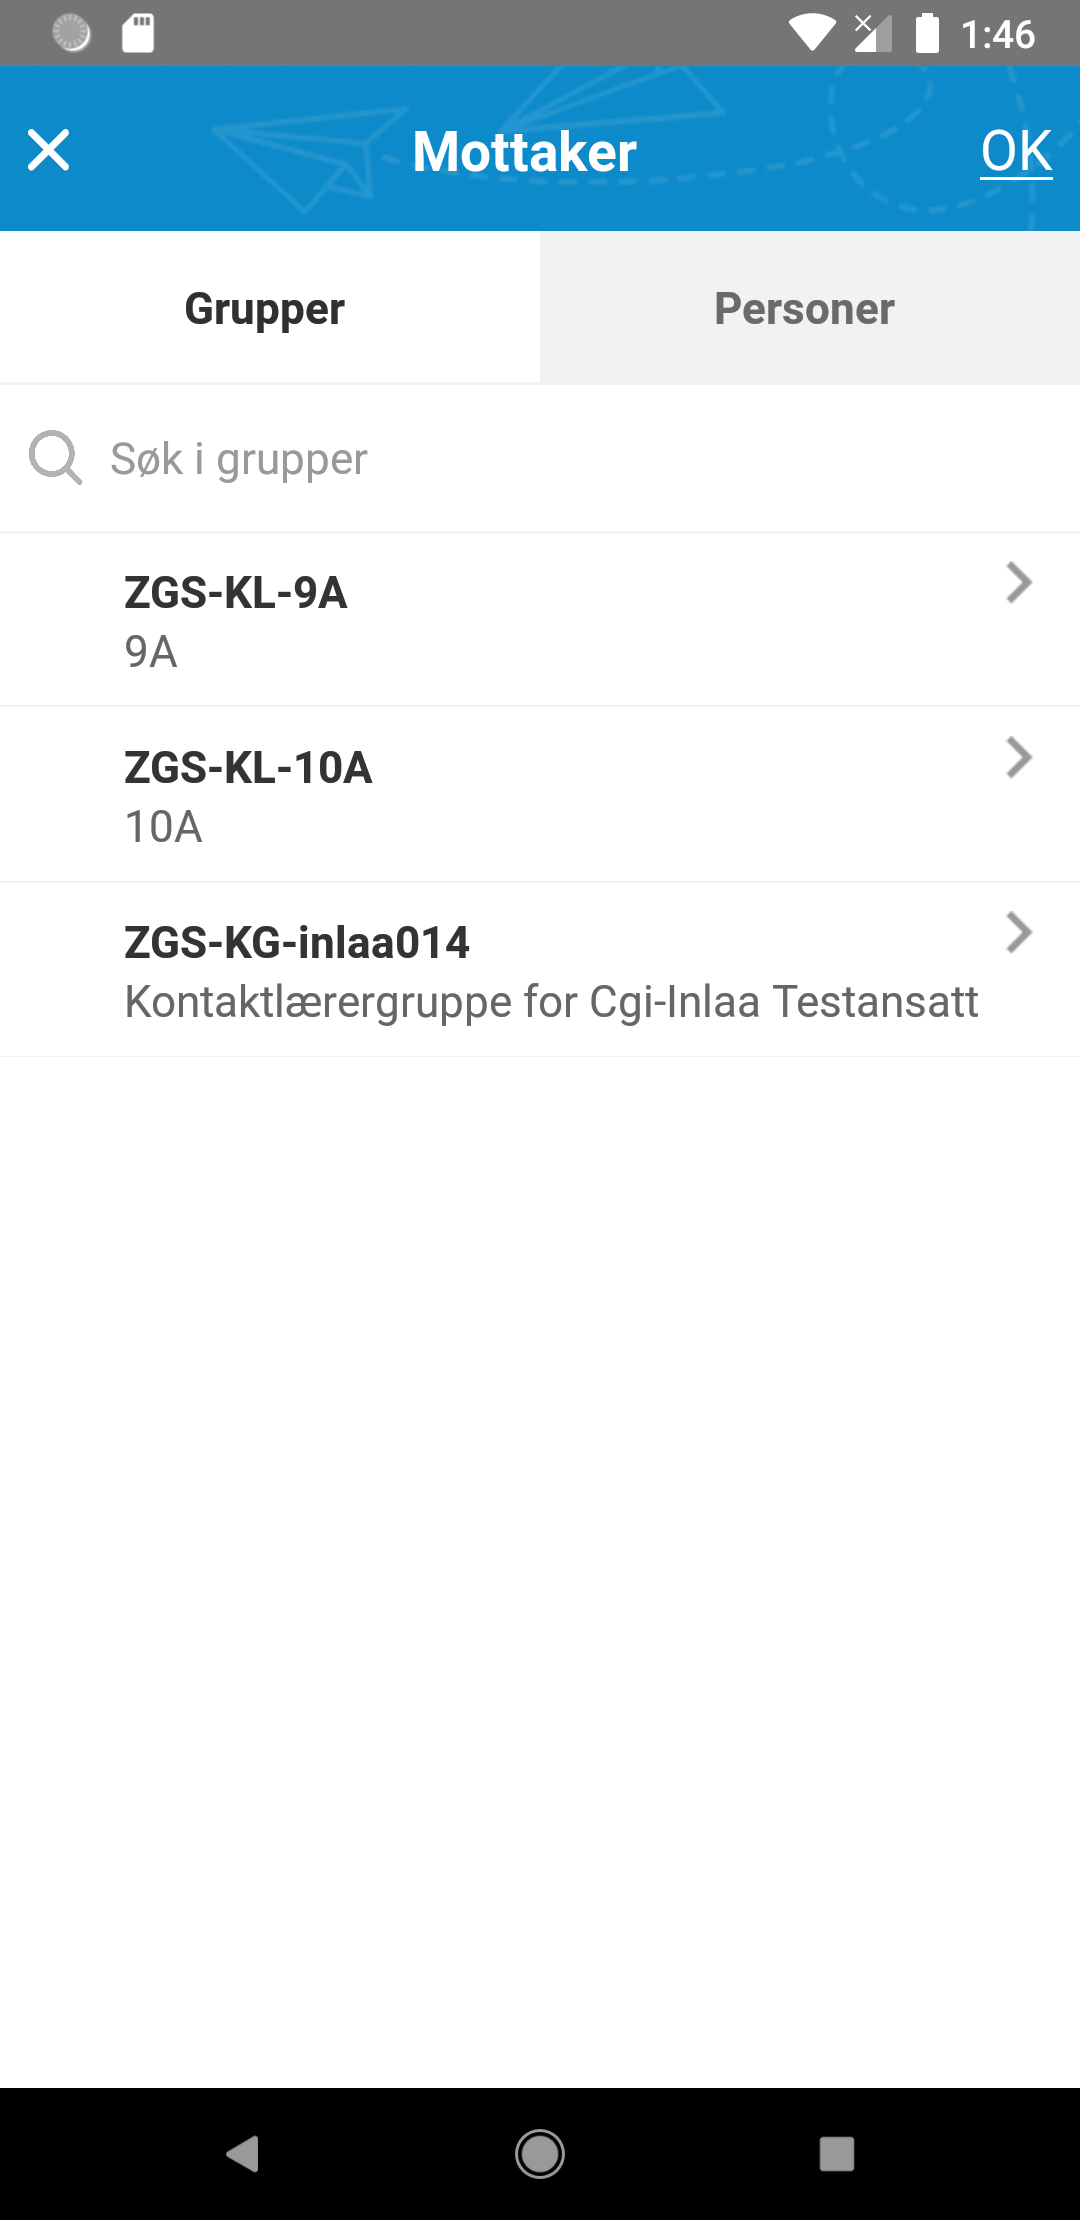 1:46
Mottaker
OK
Grupper
Personer
Søk i grupper
ZGS-KL-9A
9A
ZGS-KL-10A
10A
ZGS-KG-inlaa014
Kontaktlærergruppe for Cgi-Inlaa Testansatt